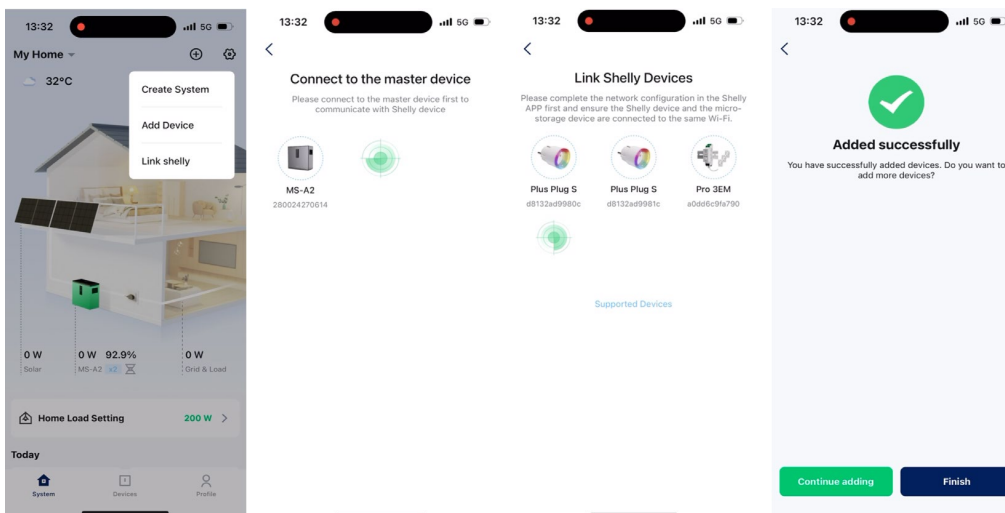 13:32
5G
My Home
32°C
Create System
Add Device
Link shelly
0 W
Solar
0 W 92.9%
MS-A2 x2
0 W
Grid & Load
Home Load Setting 200 W
Today
System
Devices
Profile
13:32
5G
Connect to the master device
Please connect to the master device first to
communicate with Shelly device
MS-A2
280024270614
13:32
5G
Link Shelly Devices
Please complete the network configuration in the Shelly
APP first and ensure the Shelly device and the micro-
storage device are connected to the same Wi-Fi.
Plus Plug S
d8132ad9980c
Plus Plug S
d8132ad9981c
Pro 3EM
a0dd6c9fa790
Supported Devices
13:32
5G
Added successfully
You have successfully added devices. Do you want to
add more devices?
Continue adding
Finish